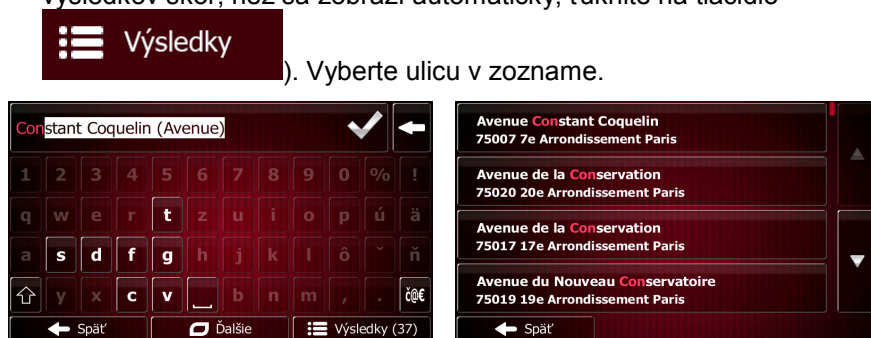 výsledkov skôr, než sa zobrazí automaticky, ťuknite na tlačidlo
Výsledky
). Vyberte ulicu v zozname.
Constant Coquelin (Avenue)
1 2 3 4 5 6 7 8 9 0 % !
q w e r t z u i o p ú ä
a s d f g h j k l ô ˇ ň
y x c v b n m , . č@€
Späť
Ďalšie
Výsledky (37)
Avenue Constant Coquelin
75007 7e Arrondissement Paris
Avenue de la Conservation
75020 20e Arrondissement Paris
Avenue de la Conservation
75017 17e Arrondissement Paris
Avenue du Nouveau Conservatoire
75019 19e Arrondissement Paris
Späť